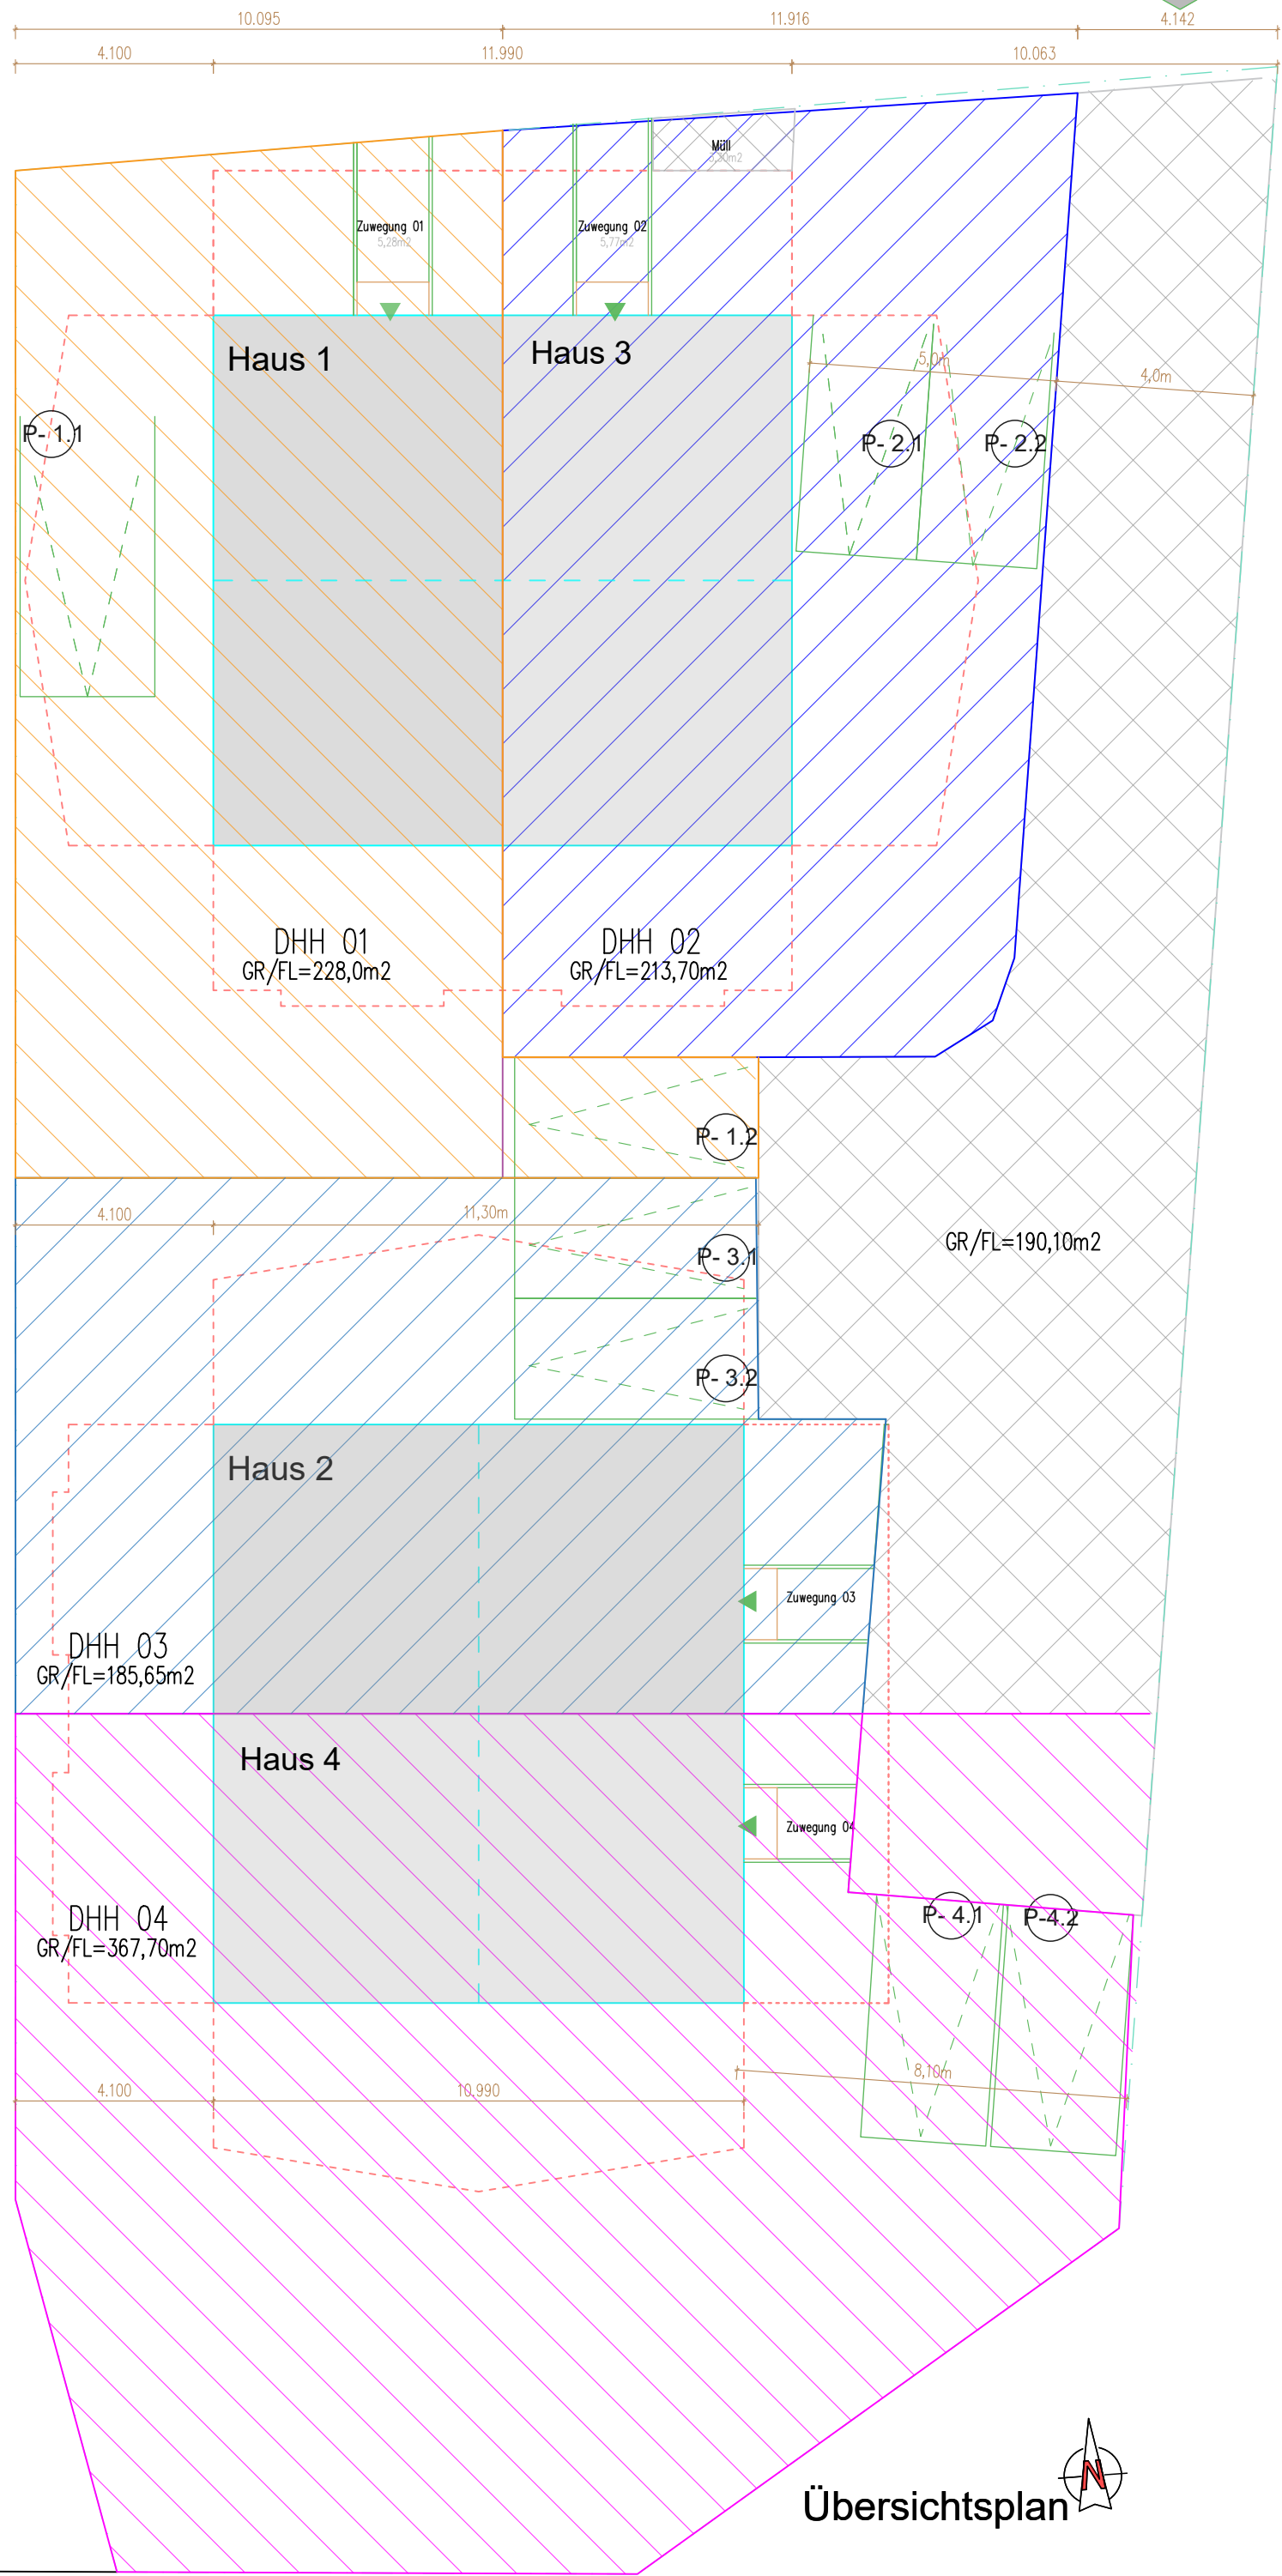 10.095 11.916 4.142
4.100 11.990 10.063
Müll
Zuwegung 01
5,28m2
Zuwegung 02
5,77m2
Haus 1
Haus 3
5,0m
4,0m
P- 1.1
P- 2.1
P- 2.2
DHH 01
GR/FL=228,0m2
DHH 02
GR/FL=213,70m2
P- 1.2
4.100 11,30m
P- 3.1
GR/FL=190,10m2
P- 3.2
Haus 2
Zuwegung 03
DHH 03
GR/FL=185,65m2
Haus 4
Zuwegung 04
DHH 04
GR/FL=367,70m2
P- 4.1
P-4.2
8,10m
4.100 10.990
N
Übersichtsplan